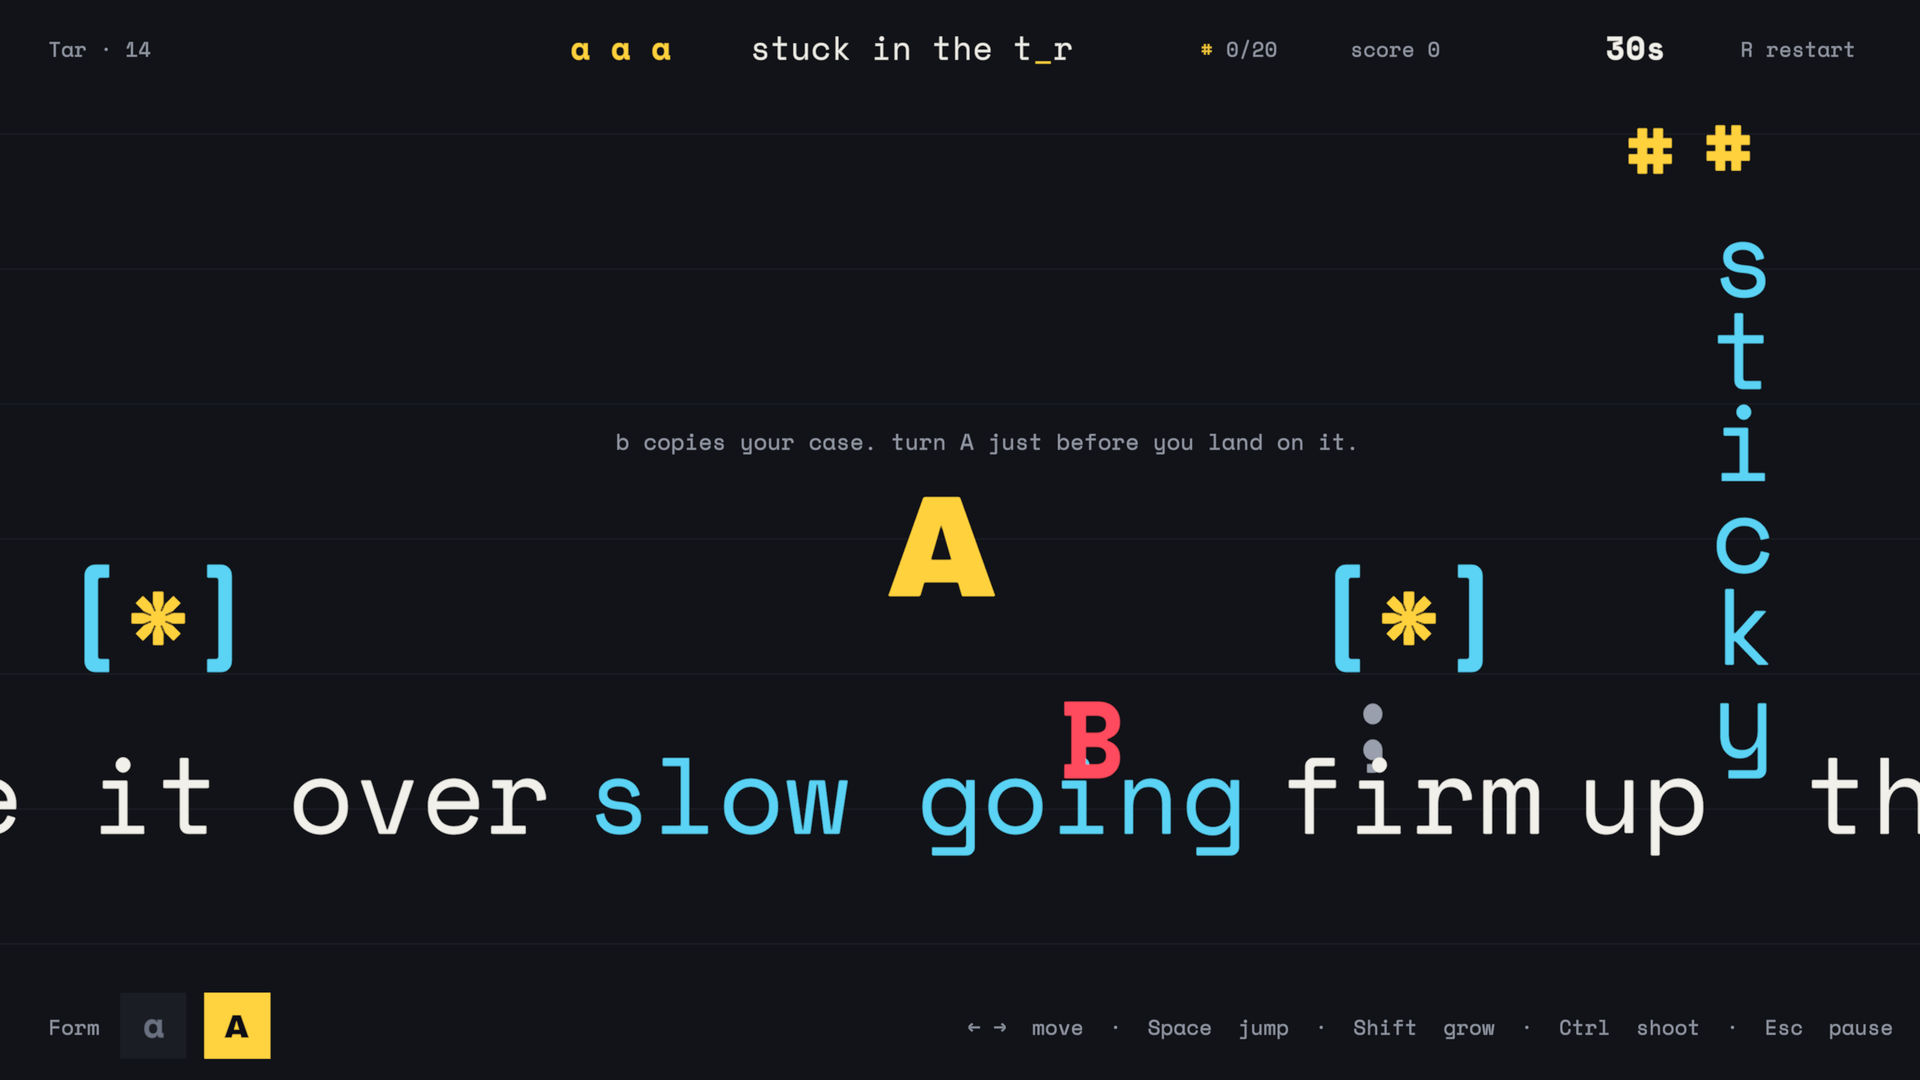 Tar · 14 a a a stuck in the t_r # 0/20 score 0 30s R restart
# #
sticky
b copies your case. turn A just before you land on it.
A
[*] [*]
B :
e it over slow going firm up th
Form a A ← → move · Space jump · Shift grow · Ctrl shoot · Esc pause